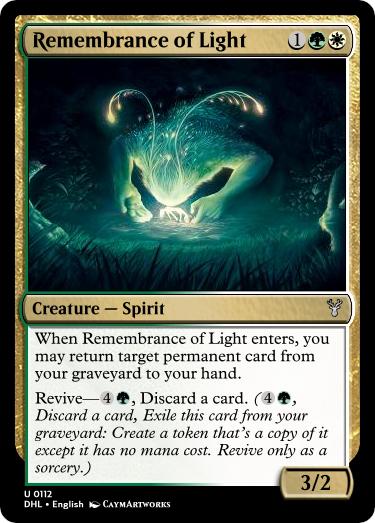 Remembrance of Light 1
Creature — Spirit
When Remembrance of Light enters, you
may return target permanent card from
your graveyard to your hand.
Revive—4, Discard a card. (4,
Discard a card, Exile this card from your
graveyard: Create a token that's a copy of it
except it has no mana cost. Revive only as a
sorcery.)
3/2
U 0112
DHL • English CaymArtworks